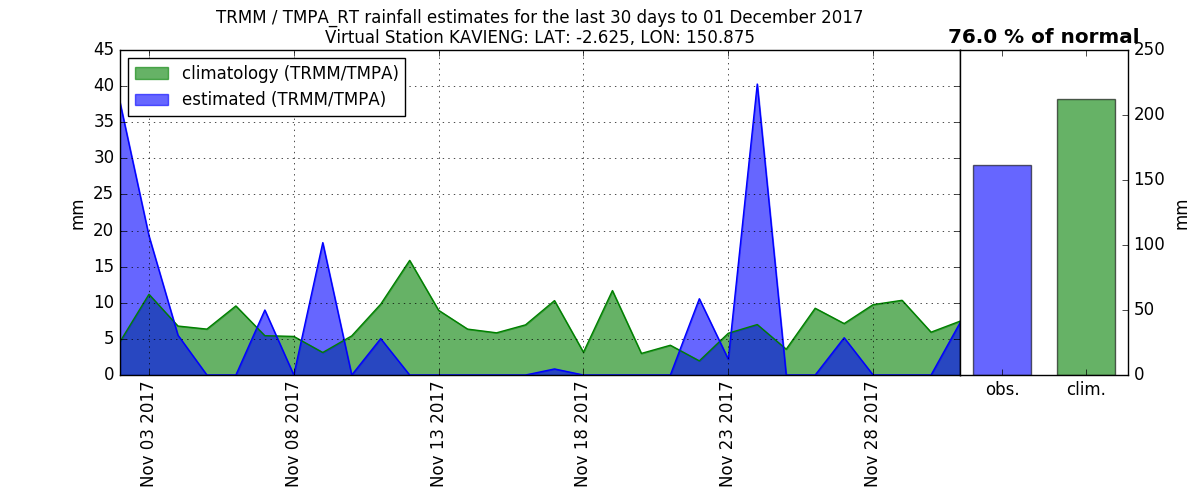 TRMM / TMPA_RT rainfall estimates for the last 30 days to 01 December 2017
Virtual Station KAVIENG: LAT: -2.625, LON: 150.875
76.0 % of normal
climatology (TRMM/TMPA)
estimated (TRMM/TMPA)
45
40
35
30
25
20
15
10
5
0
mm
Nov 03 2017
Nov 08 2017
Nov 13 2017
Nov 18 2017
Nov 23 2017
Nov 28 2017
obs.
clim.
250
200
150
100
50
0
mm